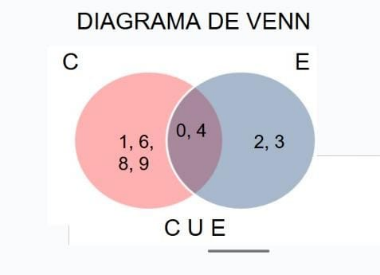 DIAGRAMA DE VENN
C E
1, 6,
8, 9
0, 4
2, 3
C U E